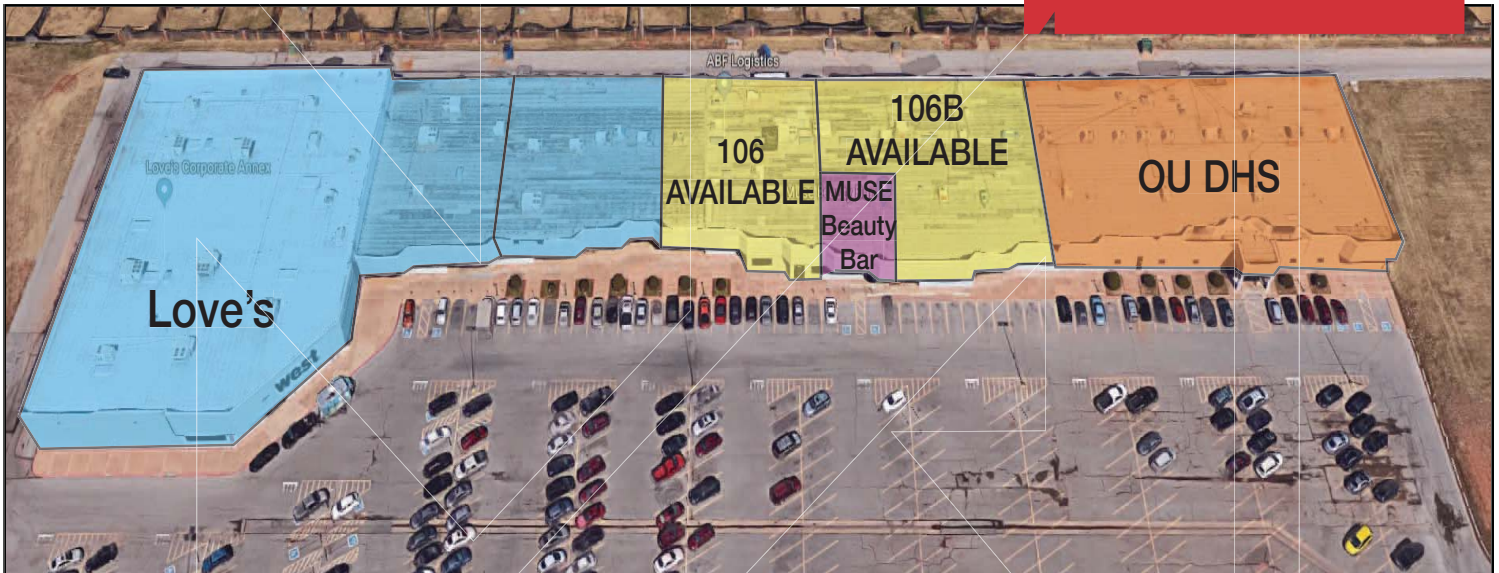 ABF Logistics
106B
AVAILABLE
106
AVAILABLE
OU DHS
Love's Corporate Annex
MUSE
Beauty
Bar
Love's
west